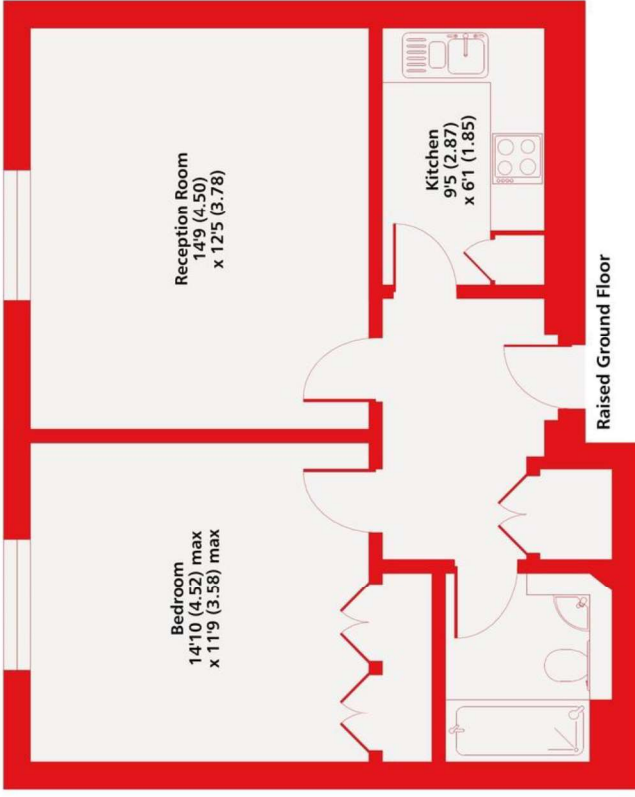 Reception Room
14'9 (4.50)
x 12'5 (3.78)
Kitchen
9'5 (2.87)
x 6'1 (1.85)
Bedroom
14'10 (4.52) max
x 11'9 (3.58) max
Raised Ground Floor